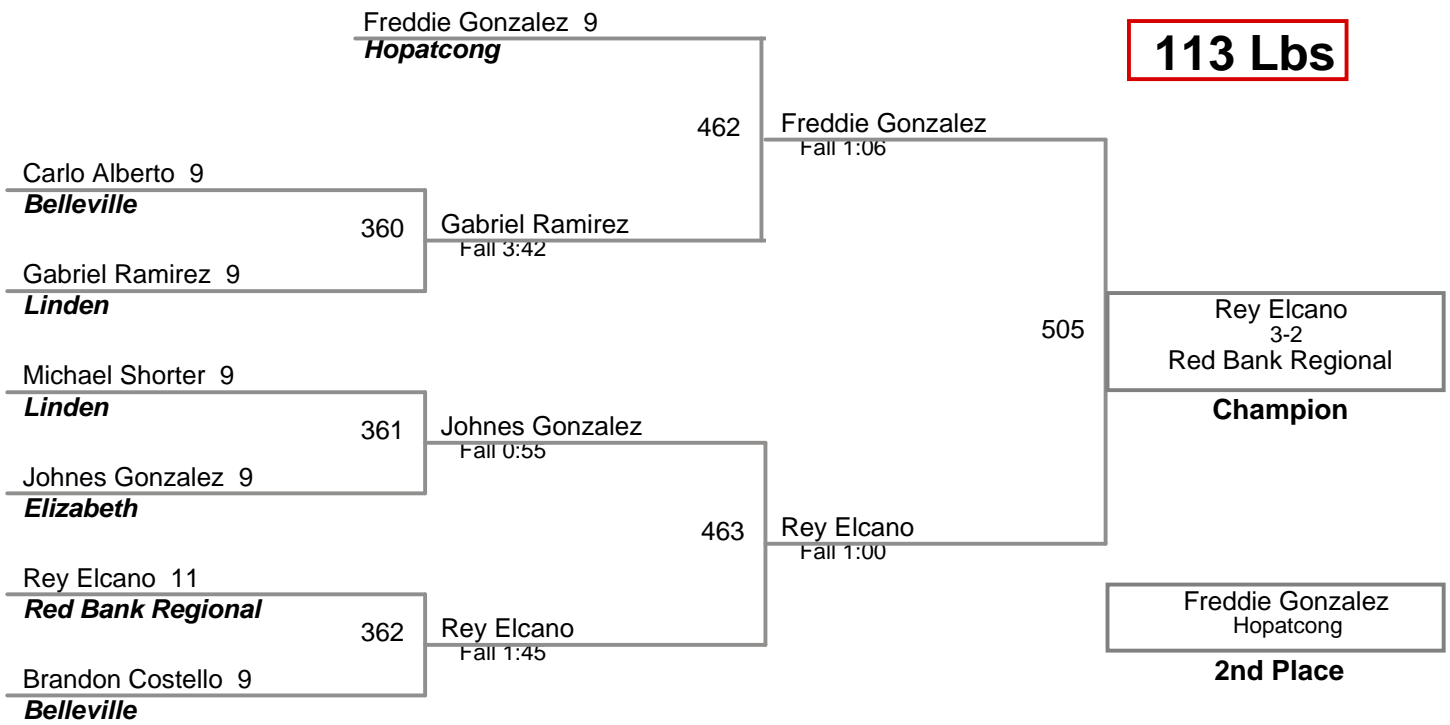 Freddie Gonzalez 9
Hopatcong
113 Lbs
462
Freddie Gonzalez
Fall 1:06
Carlo Alberto 9
Belleville
360
Gabriel Ramirez
Fall 3:42
Gabriel Ramirez 9
Linden
505
Rey Elcano
3-2
Red Bank Regional
Champion
Michael Shorter 9
Linden
361
Johnes Gonzalez
Fall 0:55
Johnes Gonzalez 9
Elizabeth
463
Rey Elcano
Fall 1:00
Rey Elcano 11
Red Bank Regional
362
Rey Elcano
Fall 1:45
Brandon Costello 9
Belleville
Freddie Gonzalez
Hopatcong
2nd Place